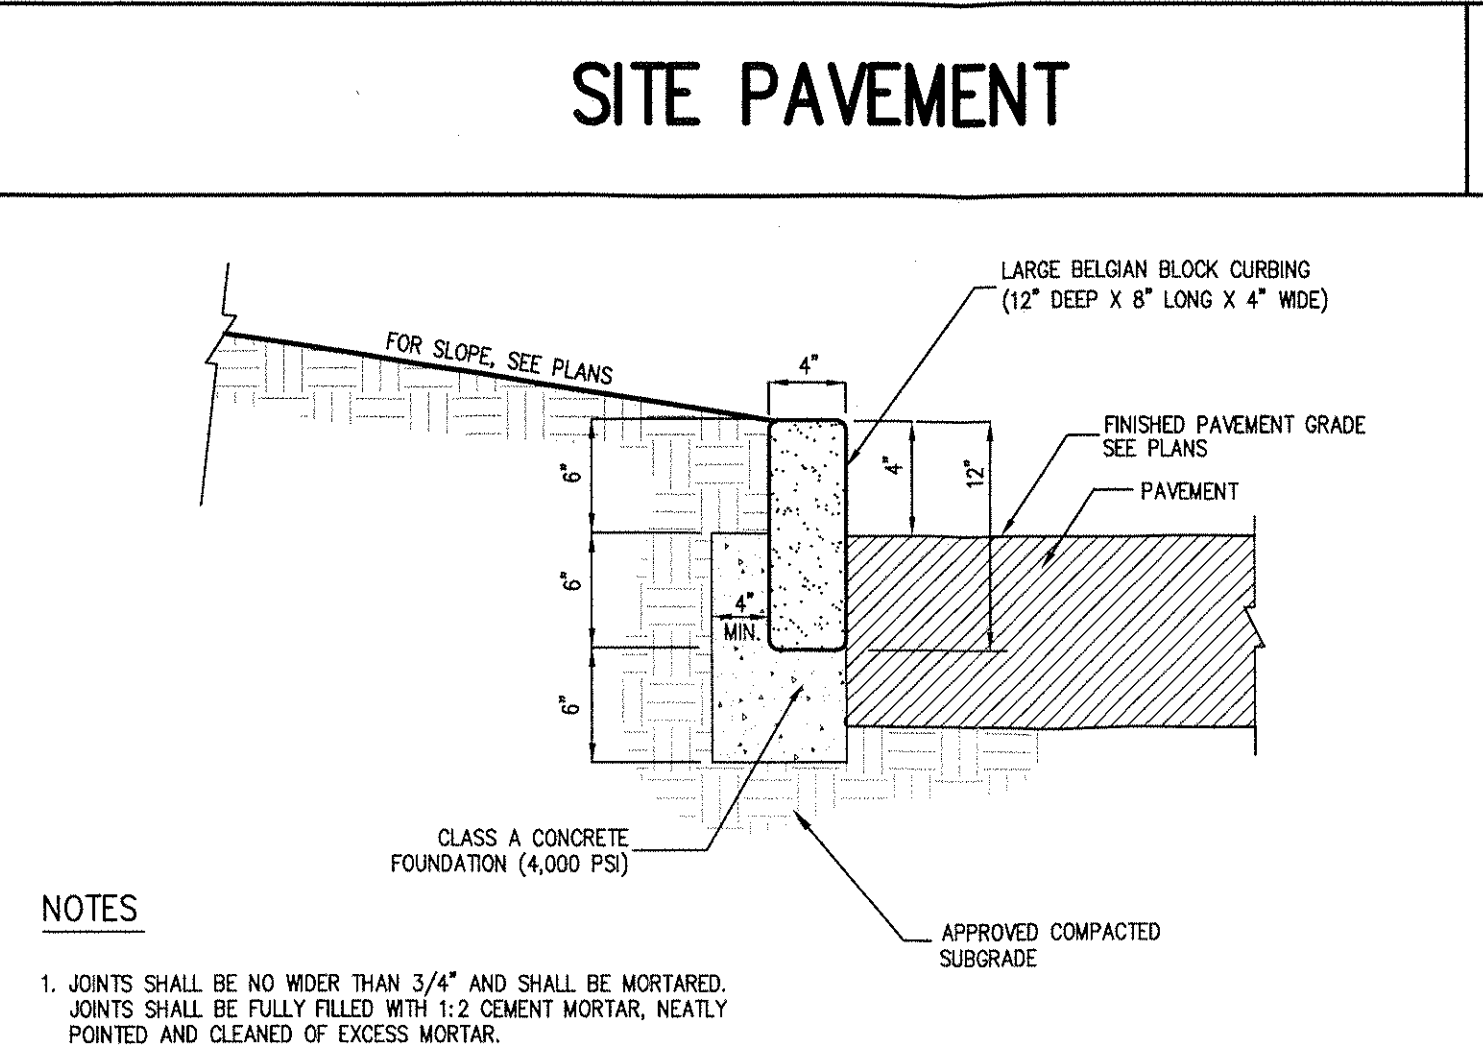 SITE PAVEMENT
LARGE BELGIAN BLOCK CURBING
(12" DEEP X 8" LONG X 4" WIDE)
FOR SLOPE, SEE PLANS
4"
FINISHED PAVEMENT GRADE
SEE PLANS
6"
4"
12"
PAVEMENT
6"
4"
MIN.
6"
CLASS A CONCRETE
FOUNDATION (4,000 PSI)
APPROVED COMPACTED
SUBGRADE
NOTES
1. JOINTS SHALL BE NO WIDER THAN 3/4" AND SHALL BE MORTARED.
JOINTS SHALL BE FULLY FILLED WITH 1:2 CEMENT MORTAR, NEATLY
POINTED AND CLEANED OF EXCESS MORTAR.